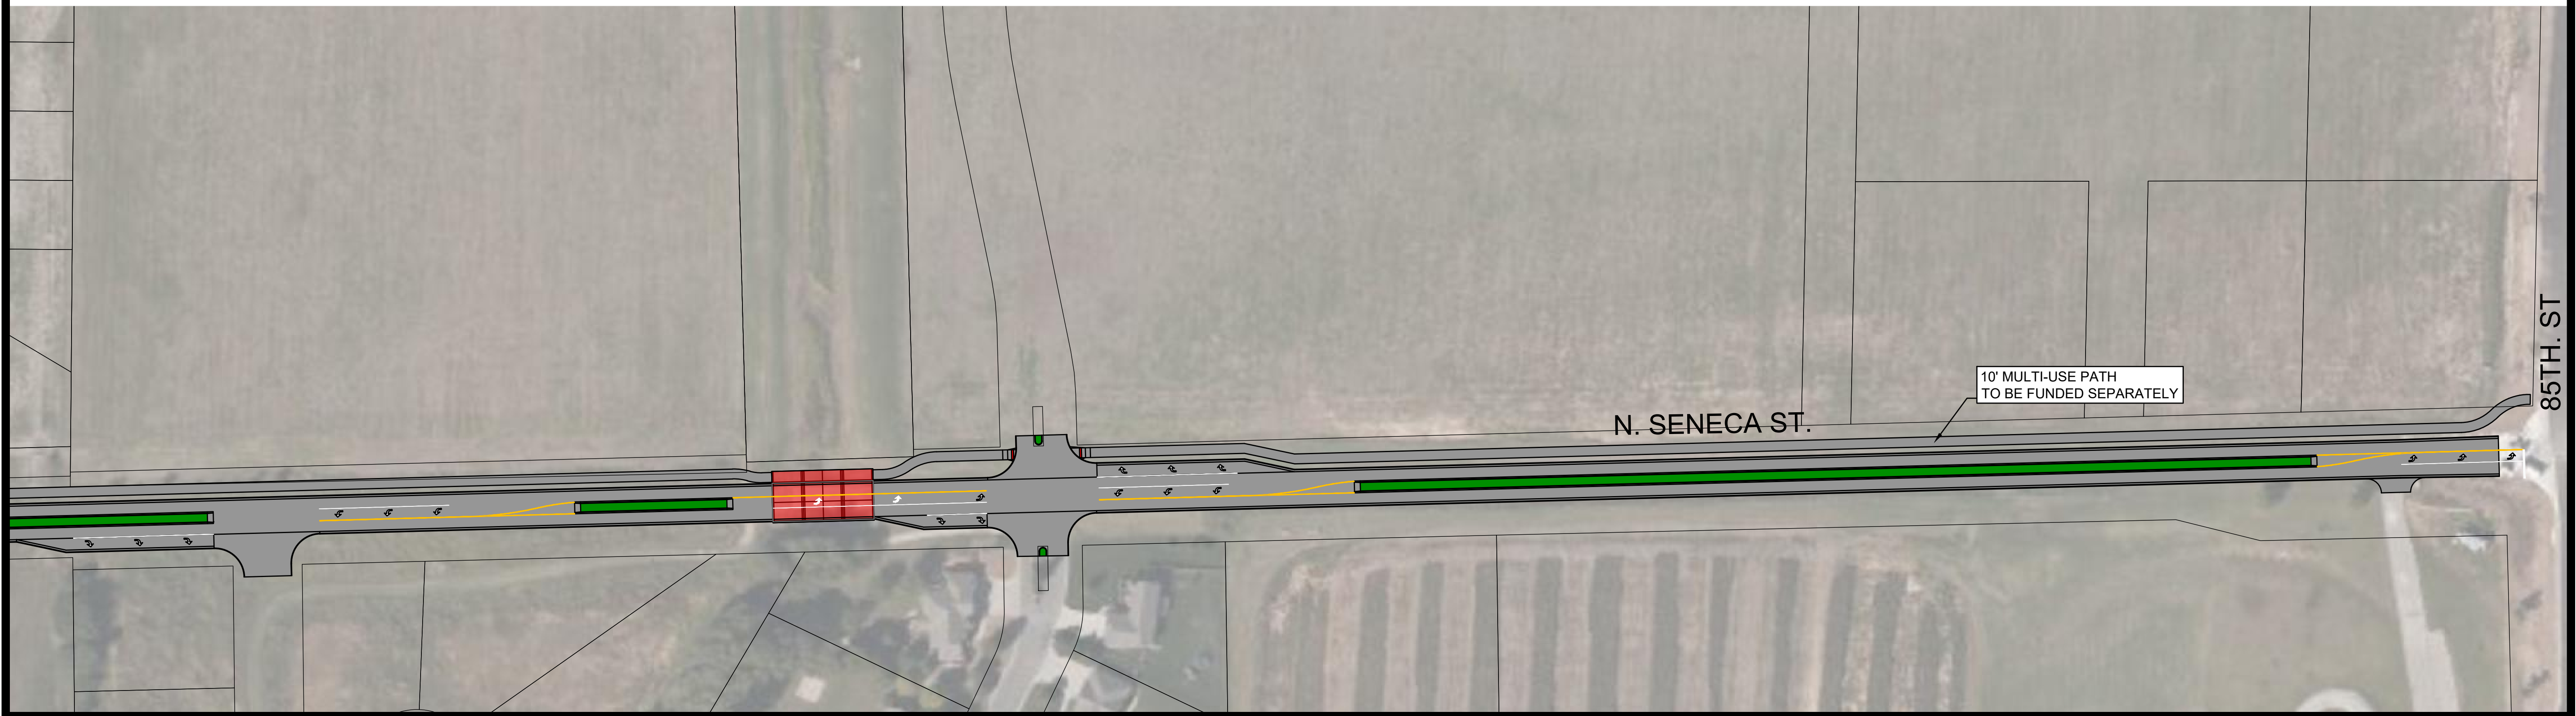 N. SENECA ST.
10' MULTI-USE PATH
TO BE FUNDED SEPARATELY
85TH. ST